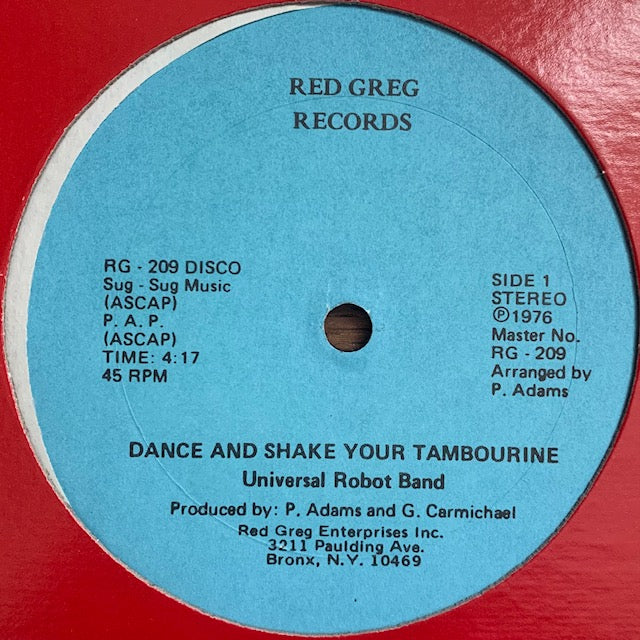 RED GREG
RECORDS
RG - 209 DISCO
Sug - Sug Music
(ASCAP)
P. A. P.
(ASCAP)
TIME: 4:17
45 RPM
SIDE 1
STEREO
℗1976
Master No.
RG - 209
Arranged by
P. Adams
DANCE AND SHAKE YOUR TAMBOURINE
Universal Robot Band
Produced by: P. Adams and G. Carmichael
Red Greg Enterprises Inc.
3211 Paulding Ave.
Bronx, N.Y. 10469